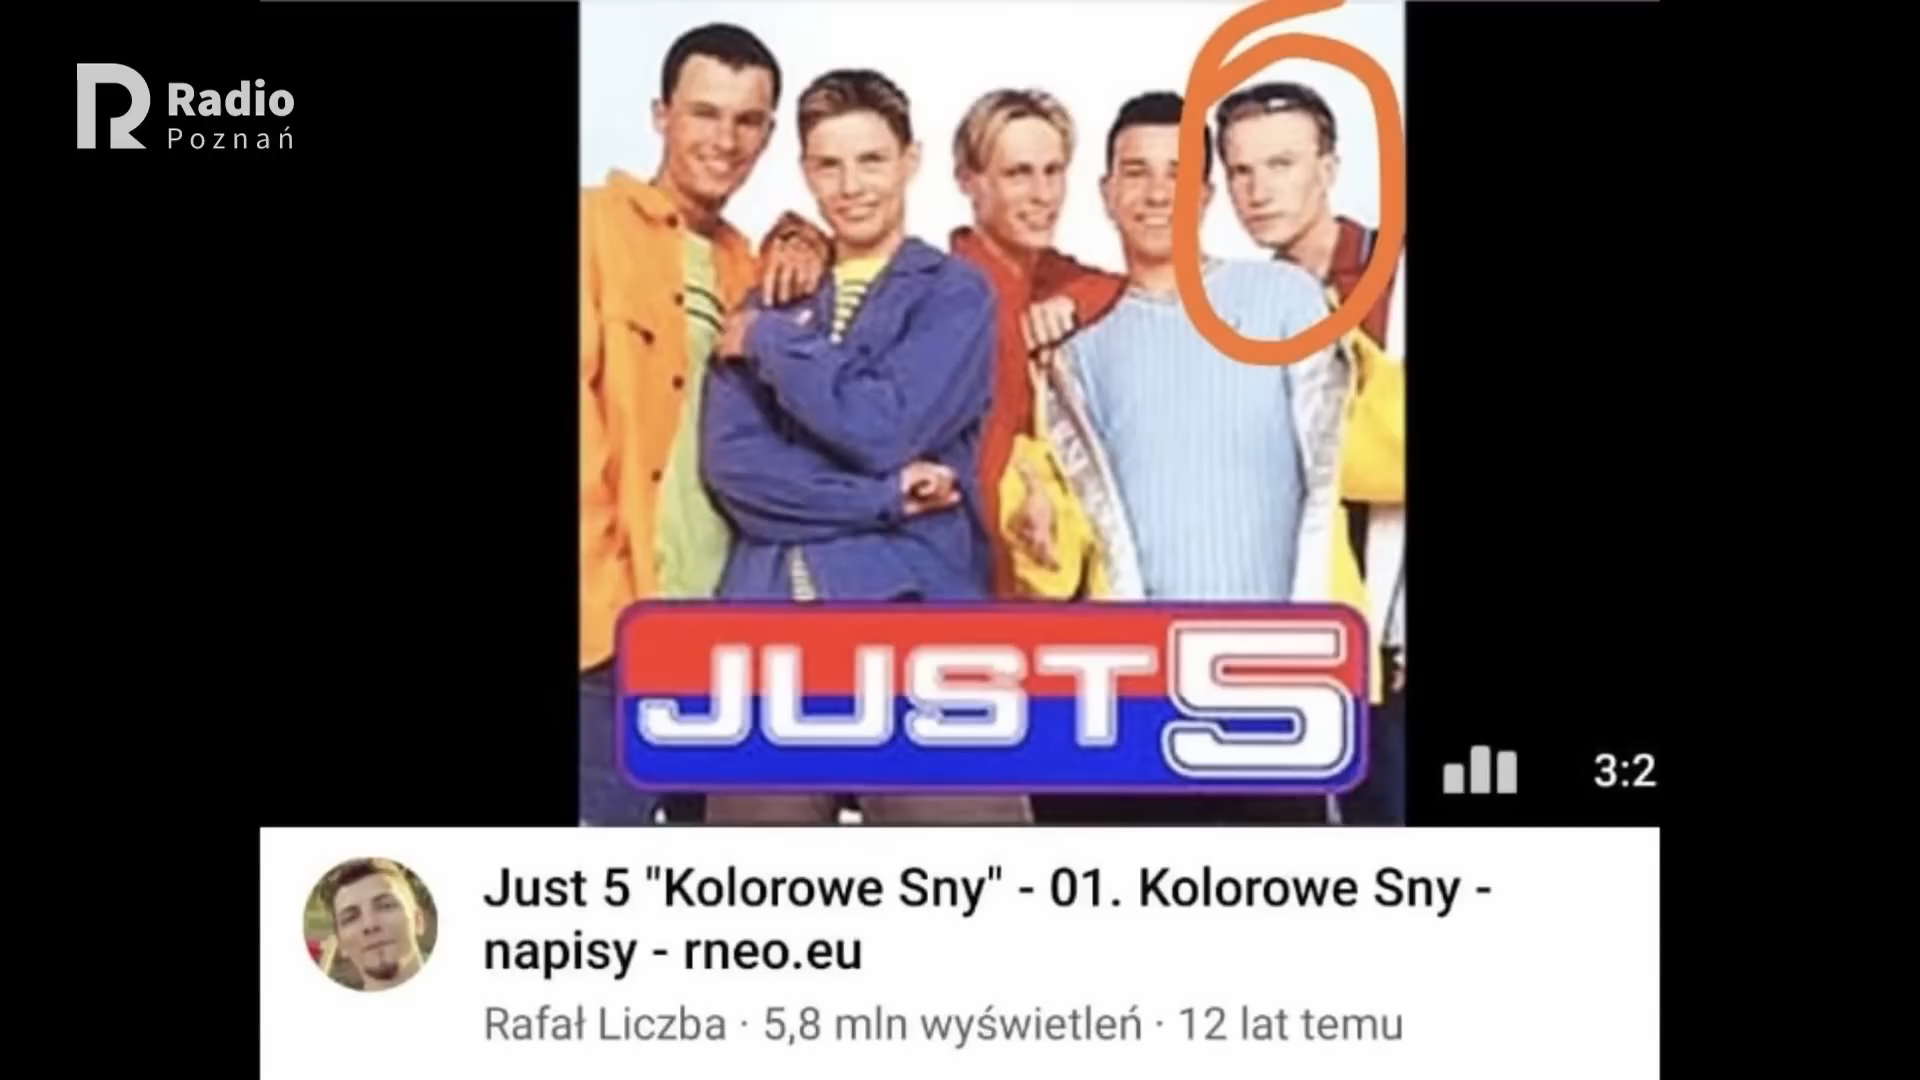 Radio
Poznań
JUST5
3:2
Just 5 "Kolorowe Sny" - 01. Kolorowe Sny -
napisy - rneo.eu
Rafał Liczba · 5,8 mln wyświetleń · 12 lat temu